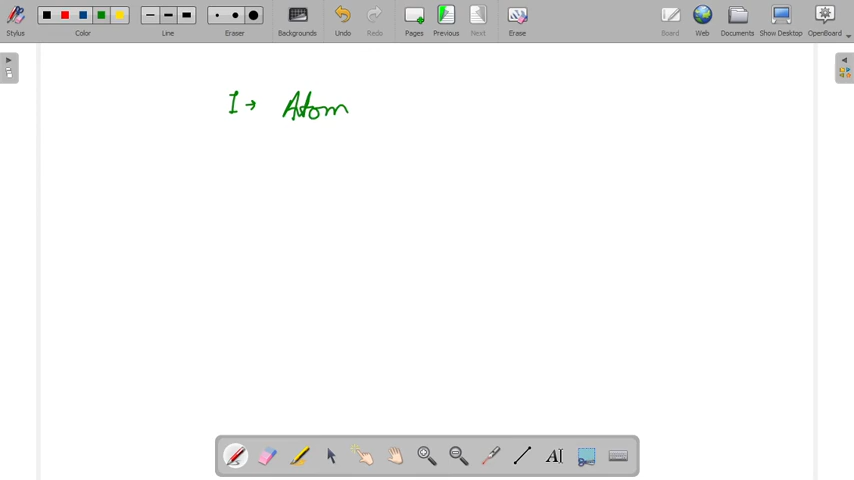 Stylus
Color
Line
Eraser
Backgrounds
Undo
Redo
Pages
Previous
Next
Erase
Board
Web
Documents
Show Desktop
OpenBoard
I → Atom
A